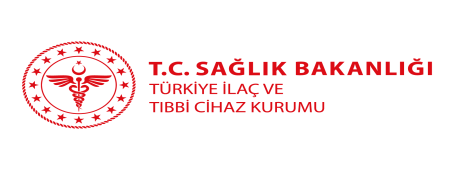 T.C. SAĞLIK BAKANLIĞI
TÜRKİYE İLAÇ VE
TIBBİ CİHAZ KURUMU